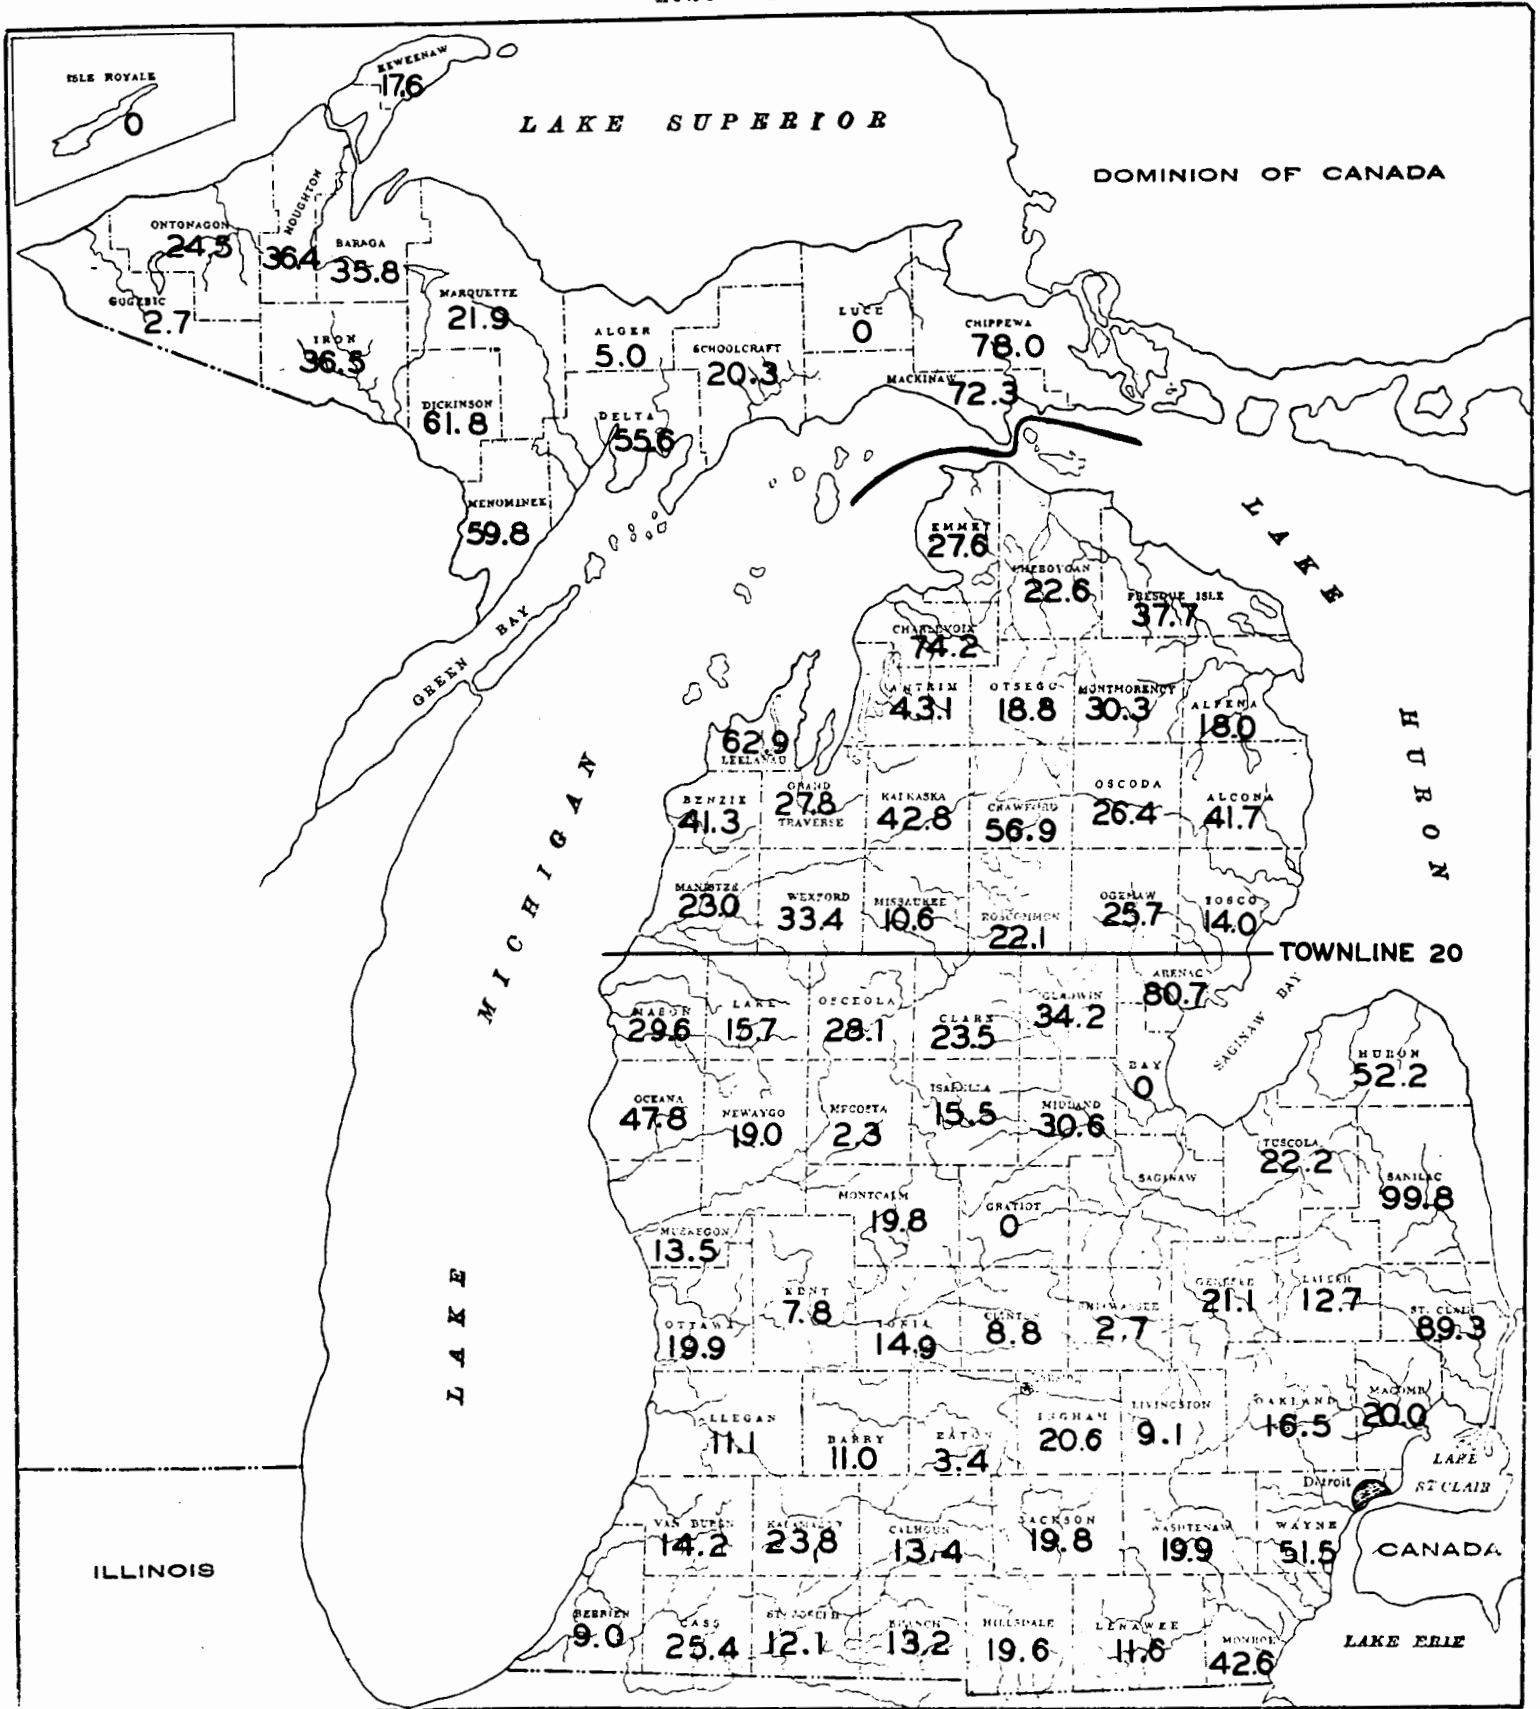 ISLE ROYALE
0
KEWEENAW
17.6
LAKE SUPERIOR
DOMINION OF CANADA
HOUGHTON
36.4
ONTONAGON
24.5
BARAGA
35.8
GOGEBIC
2.7
MARQUETTE
21.9
IRON
36.5
ALGER
5.0
SCHOOLCRAFT
20.3
LUCE
0
CHIPPEWA
78.0
MACKINAW
72.3
DICKINSON
61.8
DELTA
55.6
MENOMINEE
59.8
GREEN BAY
EMMET
27.6
CHEBOYGAN
22.6
PRESQUE ISLE
37.7
CHARLEVOIX
74.2
LAKE HURON
ANTRIM
43.1
OTSEGO
18.8
MONTMORENCY
30.3
ALPENA
18.0
62.9
LEELANAU
BENZIE
41.3
GRAND
27.8
TRAVERSE
KALKASKA
42.8
CRAWFORD
56.9
OSCODA
26.4
ALCONA
41.7
MANISTEE
23.0
WEXFORD
33.4
MISSAUKEE
10.6
ROSCOMMON
22.1
OGEMAW
25.7
IOSCO
14.0
TOWNLINE 20
LAKE MICHIGAN
MASON
29.6
LAKE
15.7
OSCEOLA
28.1
CLARE
23.5
GLADWIN
34.2
ARENAC
80.7
SAGINAW BAY
HURON
52.2
OCEANA
47.8
NEWAYGO
19.0
MECOSTA
2.3
ISABELLA
15.5
MIDLAND
30.6
BAY
0
TUSCOLA
22.2
SANILAC
99.8
SAGINAW
MONTCALM
19.8
GRATIOT
0
MUSKEGON
13.5
KENT
7.8
OTTAWA
19.9
IONIA
14.9
CLINTON
8.8
SHIAWASSEE
2.7
GENESEE
21.1
LAPEER
12.7
ST. CLAIR
89.3
ALLEGAN
11.1
BARRY
11.0
EATON
3.4
INGHAM
20.6
LIVINGSTON
9.1
OAKLAND
16.5
MACOMB
20.0
LAKE
ST CLAIR
Detroit
VAN BUREN
14.2
KALAMAZOO
23.8
CALHOUN
13.4
JACKSON
19.8
WASHTENAW
19.9
WAYNE
51.5
CANADA
ILLINOIS
BERRIEN
9.0
CASS
25.4
ST. JOSEPH
12.1
BRANCH
13.2
HILLSDALE
19.6
LENAWEE
11.6
MONROE
42.6
LAKE ERIE